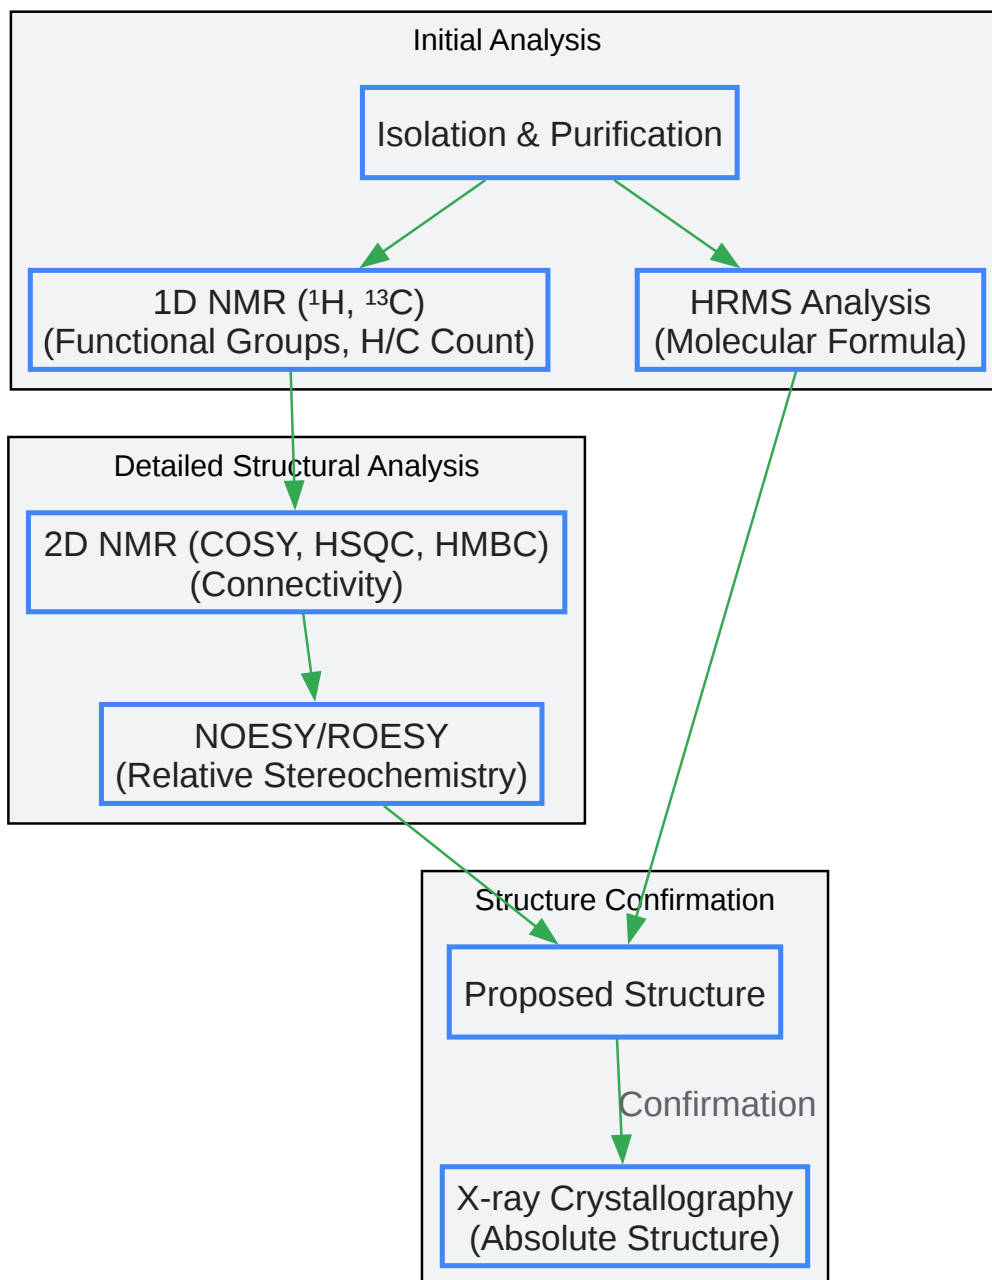 Initial Analysis
Isolation & Purification
1D NMR (¹H, ¹³C)
(Functional Groups, H/C Count)
HRMS Analysis
(Molecular Formula)
Detailed Structural Analysis
2D NMR (COSY, HSQC, HMBC)
(Connectivity)
NOESY/ROESY
(Relative Stereochemistry)
Structure Confirmation
Proposed Structure
Confirmation
X-ray Crystallography
(Absolute Structure)